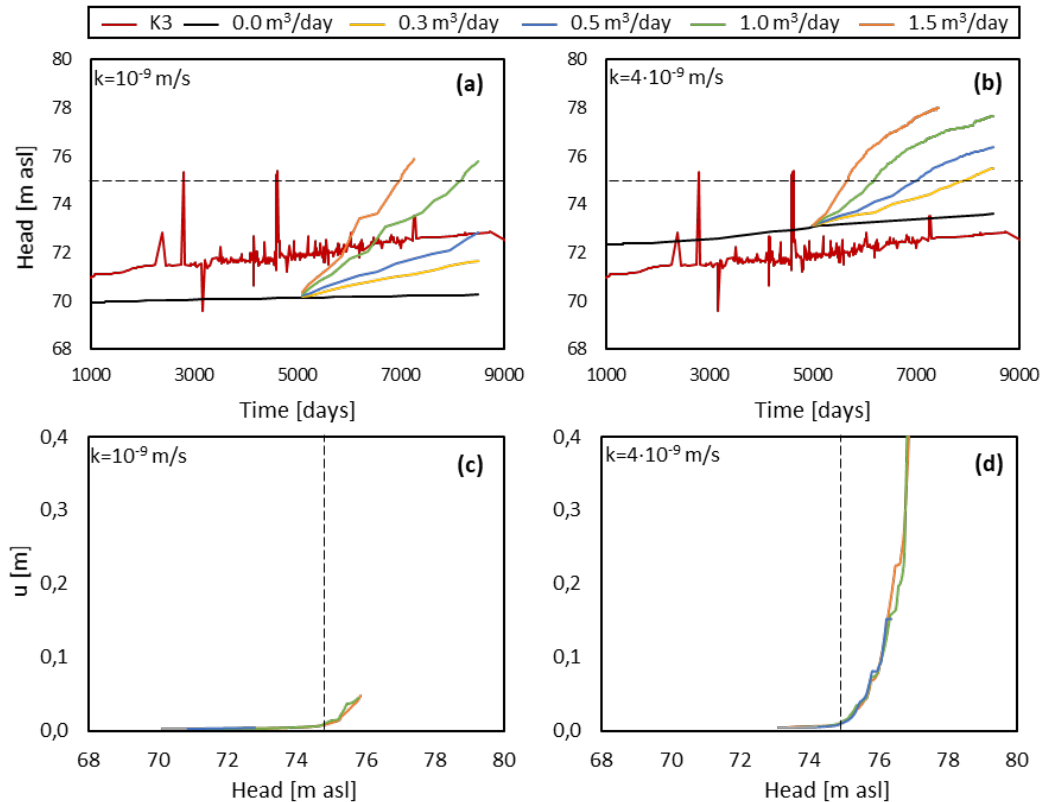 K3 0.0 m³/day 0.3 m³/day 0.5 m³/day 1.0 m³/day 1.5 m³/day
k=10⁻⁹ m/s (a)
80
78
76
74
72
70
68
Head [m asl]
1000 3000 5000 7000 9000
Time [days]
k=4·10⁻⁹ m/s (b)
80
78
76
74
72
70
68
1000 3000 5000 7000 9000
Time [days]
k=10⁻⁹ m/s (c)
0,4
0,3
0,2
0,1
0,0
u [m]
68 70 72 74 76 78 80
Head [m asl]
k=4·10⁻⁹ m/s (d)
0,4
0,3
0,2
0,1
0,0
68 70 72 74 76 78 80
Head [m asl]